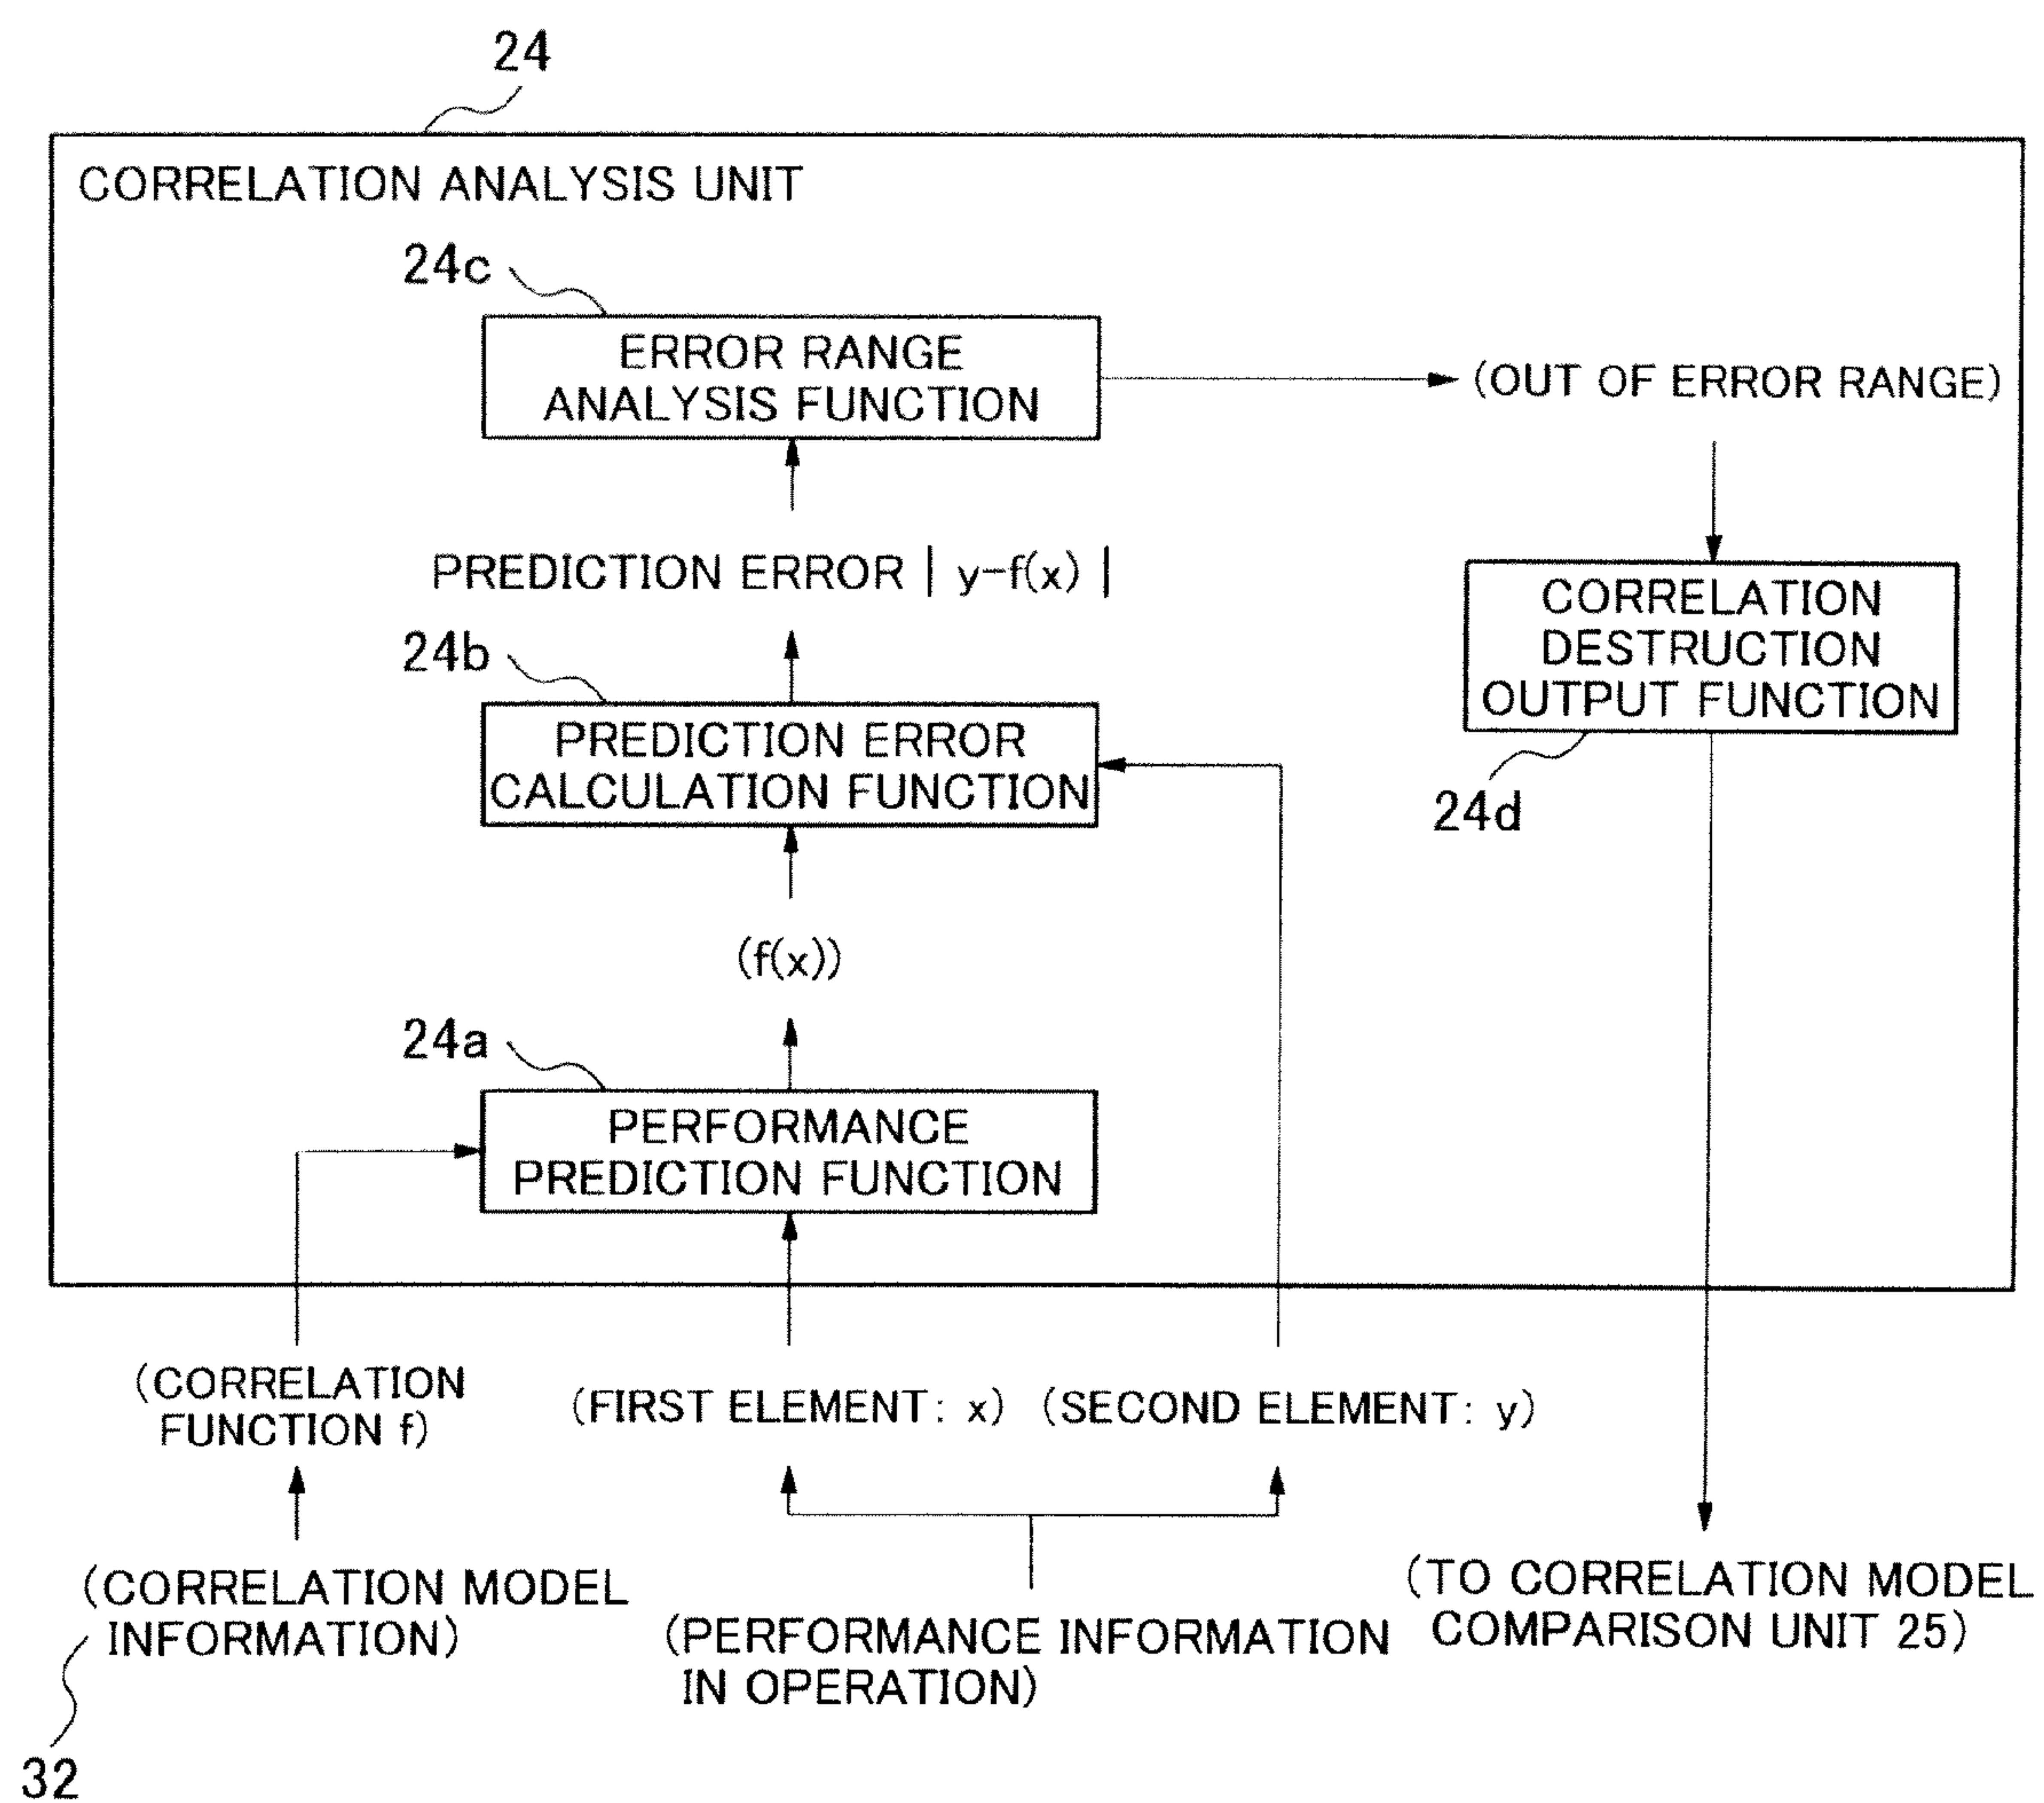 24
CORRELATION ANALYSIS UNIT
24c
ERROR RANGE
ANALYSIS FUNCTION
(OUT OF ERROR RANGE)
PREDICTION ERROR | y-f(x) |
24b
PREDICTION ERROR
CALCULATION FUNCTION
CORRELATION
DESTRUCTION
OUTPUT FUNCTION
24d
(f(x))
24a
PERFORMANCE
PREDICTION FUNCTION
(CORRELATION
FUNCTION f)
(FIRST ELEMENT: x)
(SECOND ELEMENT: y)
(CORRELATION MODEL
INFORMATION)
32
(PERFORMANCE INFORMATION
IN OPERATION)
(TO CORRELATION MODEL
COMPARISON UNIT 25)